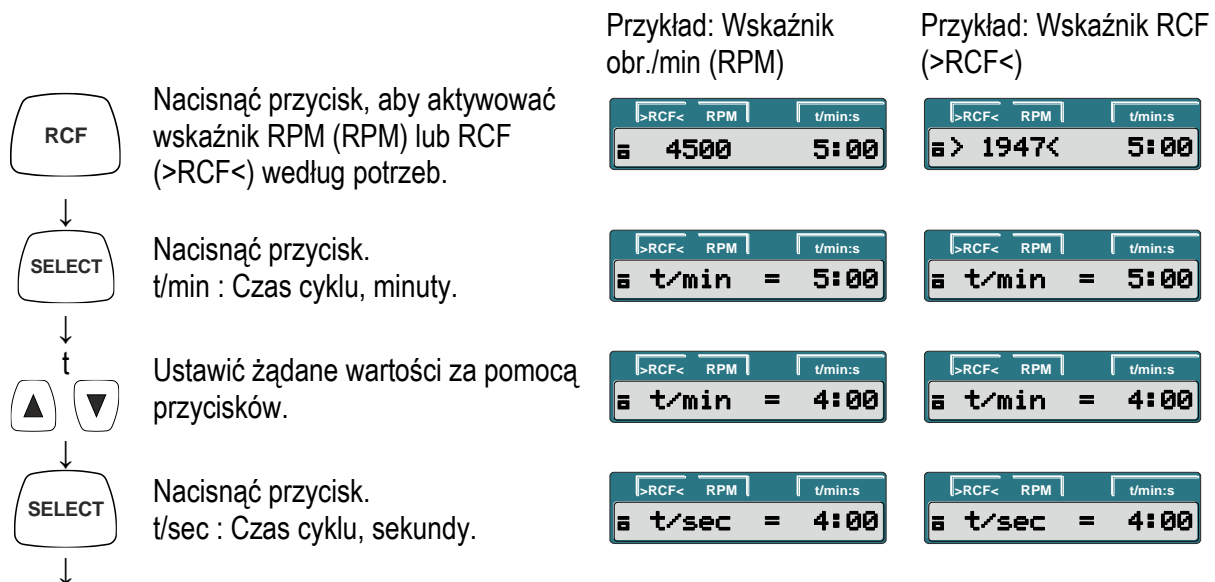 Przykład: Wskaźnik
obr./min (RPM)
Przykład: Wskaźnik RCF
(>RCF<)
RCF
Nacisnąć przycisk, aby aktywować
wskaźnik RPM (RPM) lub RCF
(>RCF<) według potrzeb.
>RCF< RPM t/min:s
4500 5:00
>RCF< RPM t/min:s
> 1947< 5:00
↓
SELECT
Nacisnąć przycisk.
t/min : Czas cyklu, minuty.
>RCF< RPM t/min:s
t/min = 5:00
>RCF< RPM t/min:s
t/min = 5:00
↓
t
▲ ▼
Ustawić żądane wartości za pomocą
przycisków.
>RCF< RPM t/min:s
t/min = 4:00
>RCF< RPM t/min:s
t/min = 4:00
↓
SELECT
Nacisnąć przycisk.
t/sec : Czas cyklu, sekundy.
>RCF< RPM t/min:s
t/sec = 4:00
>RCF< RPM t/min:s
t/sec = 4:00
↓